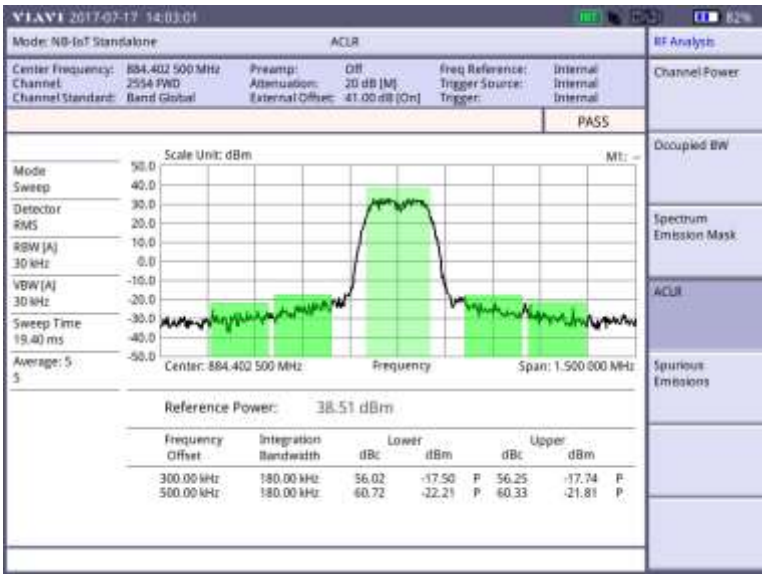 VIAVI 2017-07-17 14:03:01
82%
Mode: NB-IoT Standalone ACLR
RF Analysis
Center Frequency: 884.402 500 MHz Preamp: Off Freq Reference: Internal
Channel: 2554 FWD Attenuation: 20 dB [M] Trigger Source: Internal
Channel Standard: Band Global External Offset: 41.00 dB [On] Trigger: Internal
PASS
Channel Power
Occupied BW
Spectrum
Emission Mask
ACLR
Spurious
Emissions
Mode
Sweep
Detector
RMS
RBW [A]
30 kHz
VBW [A]
30 kHz
Sweep Time
19.40 ms
Average: 5
5
Scale Unit: dBm M1: --
50.0
40.0
30.0
20.0
10.0
0.0
-10.0
-20.0
-30.0
-40.0
-50.0
Center: 884.402 500 MHz Frequency Span: 1.500 000 MHz
Reference Power: 38.51 dBm
Frequency Integration Lower Upper
Offset Bandwidth dBc dBm dBc dBm
300.00 kHz 180.00 kHz 56.02 -17.50 P 56.25 -17.74 P
500.00 kHz 180.00 kHz 60.72 -22.21 P 60.33 -21.81 P